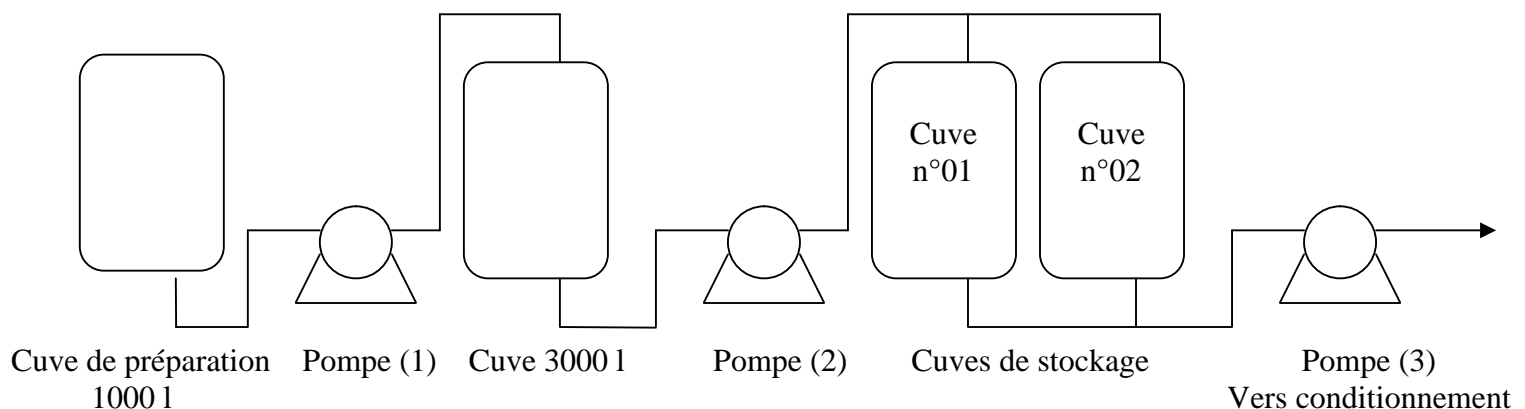 Cuve
n°01
Cuve
n°02
Cuve de préparation
1000 l
Pompe (1)
Cuve 3000 l
Pompe (2)
Cuves de stockage
Pompe (3)
Vers conditionnement